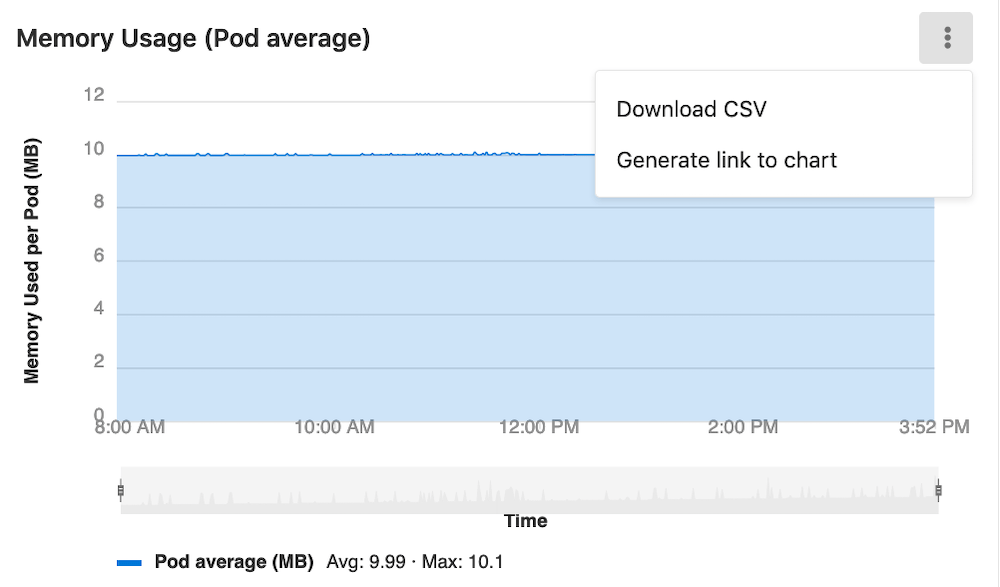 Memory Usage (Pod average)
Download CSV
Generate link to chart
Memory Used per Pod (MB)
12
10
8
6
4
2
0
8:00 AM 10:00 AM 12:00 PM 2:00 PM 3:52 PM
Time
Pod average (MB) Avg: 9.99 · Max: 10.1